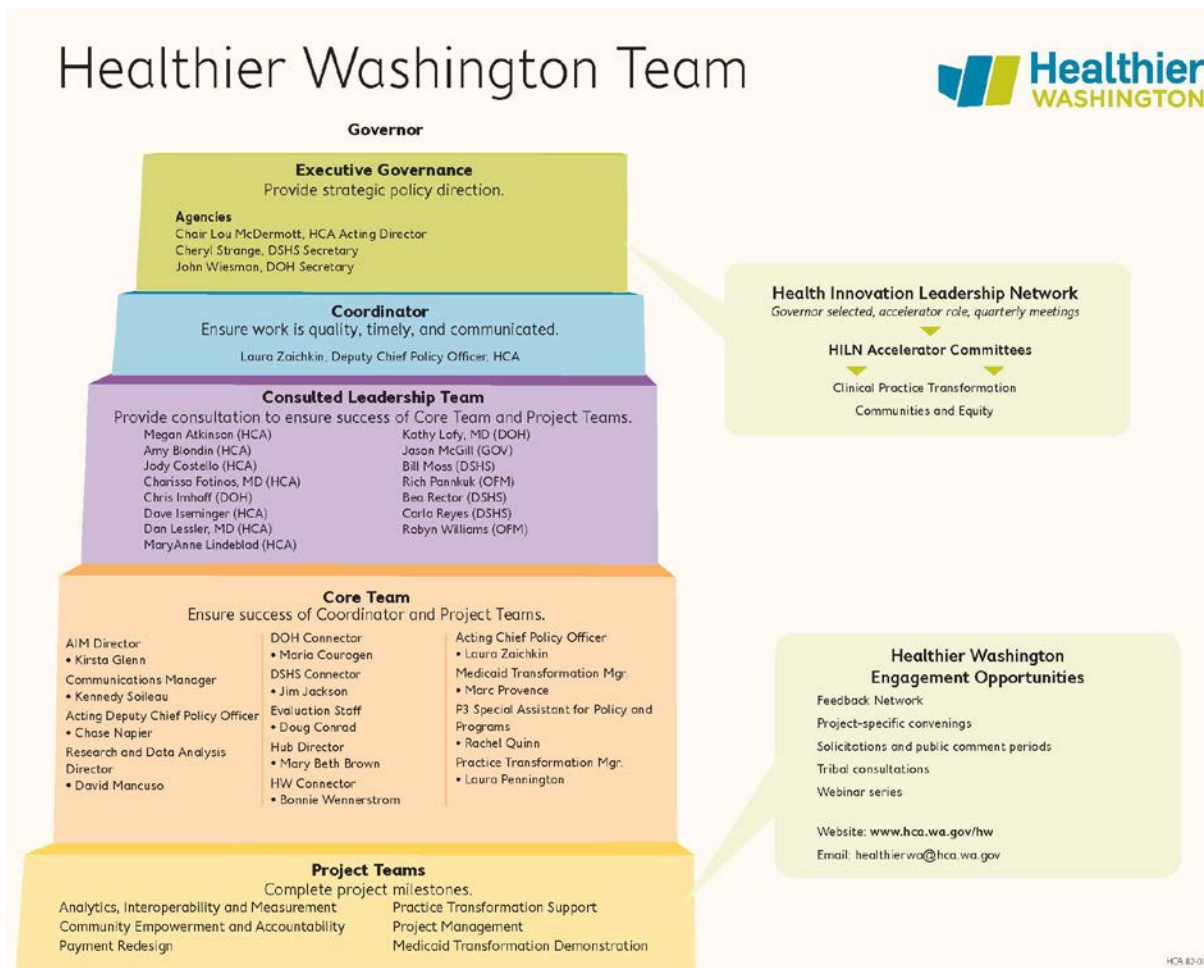 Healthier Washington Team
Healthier
WASHINGTON
Governor
Executive Governance
Provide strategic policy direction.
Agencies
Chair Lou McDermott, HCA Acting Director
Cheryl Strange, DSHS Secretary
John Wiesman, DOH Secretary
Coordinator
Ensure work is quality, timely, and communicated.
Laura Zaichkin, Deputy Chief Policy Officer, HCA
Consulted Leadership Team
Provide consultation to ensure success of Core Team and Project Teams.
Megan Atkinson (HCA)
Amy Blondin (HCA)
Jody Costello (HCA)
Charissa Fotinos, MD (HCA)
Chris Imhoff (DOH)
Dave Iseminger (HCA)
Dan Lessler, MD (HCA)
MaryAnne Lindeblad (HCA)
Kathy Lofy, MD (DOH)
Jason McGill (GOV)
Bill Moss (DSHS)
Rich Pannkuk (OFM)
Bea Rector (DSHS)
Carla Reyes (DSHS)
Robyn Williams (OFM)
Core Team
Ensure success of Coordinator and Project Teams.
AIM Director
• Kirsta Glenn
Communications Manager
• Kennedy Soileau
Acting Deputy Chief Policy Officer
• Chase Napier
Research and Data Analysis
Director
• David Mancuso
DOH Connector
• Maria Courogen
DSHS Connector
• Jim Jackson
Evaluation Staff
• Doug Conrad
Hub Director
• Mary Beth Brown
HW Connector
• Bonnie Wennerstrom
Acting Chief Policy Officer
• Laura Zaichkin
Medicaid Transformation Mgr.
• Marc Provence
P3 Special Assistant for Policy and
Programs
• Rachel Quinn
Practice Transformation Mgr.
• Laura Pennington
Project Teams
Complete project milestones.
Analytics, Interoperability and Measurement
Community Empowerment and Accountability
Payment Redesign
Practice Transformation Support
Project Management
Medicaid Transformation Demonstration
Health Innovation Leadership Network
Governor selected, accelerator role, quarterly meetings
HILN Accelerator Committees
Clinical Practice Transformation
Communities and Equity
Healthier Washington
Engagement Opportunities
Feedback Network
Project-specific convenings
Solicitations and public comment periods
Tribal consultations
Webinar series
Website: www.hca.wa.gov/hw
Email: healthierwa@hca.wa.gov
HCA